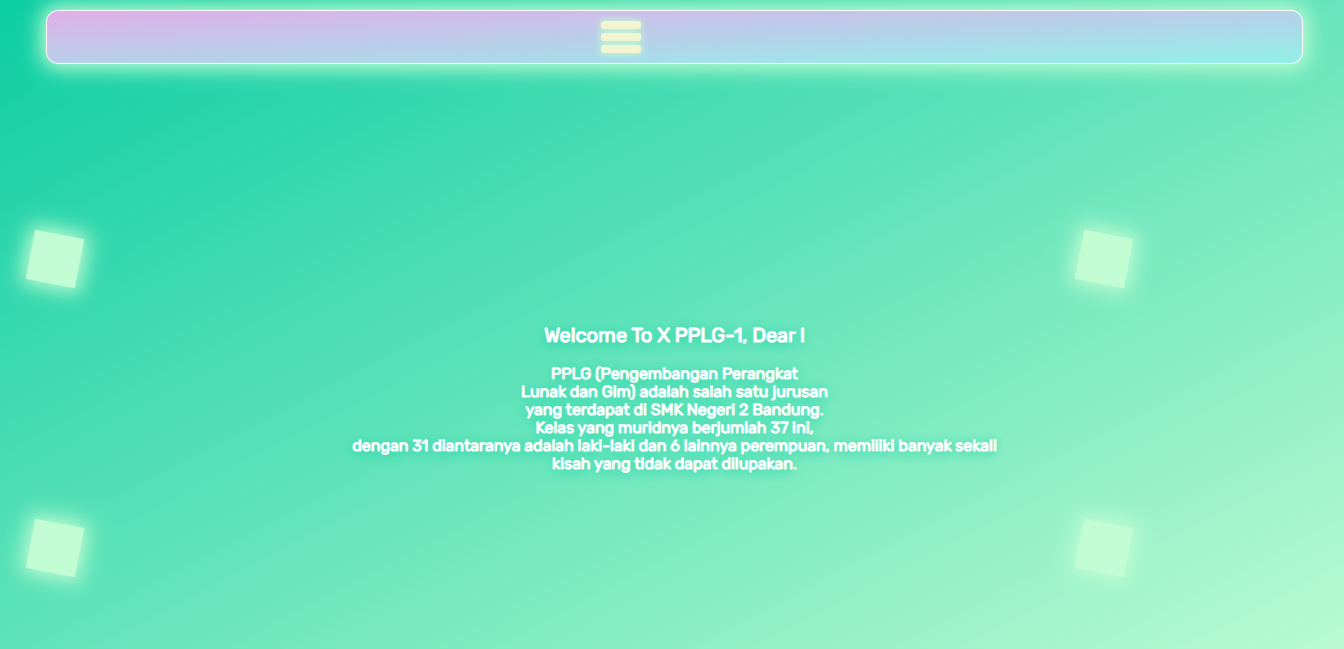 Welcome To X PPLG-1, Dear !
PPLG (Pengembangan Perangkat
Lunak dan Gim) adalah salah satu jurusan
yang terdapat di SMK Negeri 2 Bandung.
Kelas yang muridnya berjumlah 37 ini,
dengan 31 diantaranya adalah laki-laki dan 6 lainnya perempuan, memiliki banyak sekali
kisah yang tidak dapat dilupakan.